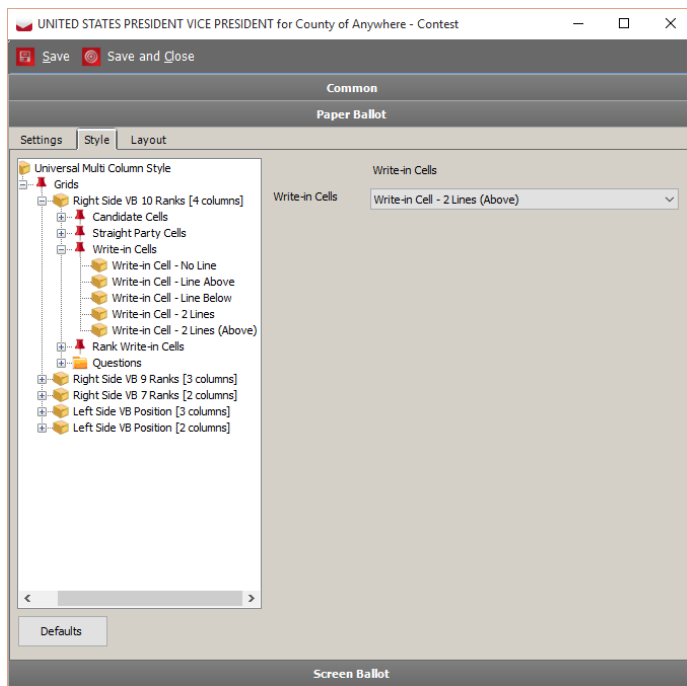 UNITED STATES PRESIDENT VICE PRESIDENT for County of Anywhere - Contest
Save Save and Close
Common
Paper Ballot
Settings Style Layout
Universal Multi Column Style
Grids
Right Side VB 10 Ranks [4 columns]
Candidate Cells
Straight Party Cells
Write-in Cells
Write-in Cell - No Line
Write-in Cell - Line Above
Write-in Cell - Line Below
Write-in Cell - 2 Lines
Write-in Cell - 2 Lines (Above)
Rank Write-in Cells
Questions
Right Side VB 9 Ranks [3 columns]
Right Side VB 7 Ranks [2 columns]
Left Side VB Position [3 columns]
Left Side VB Position [2 columns]
Write-in Cells
Write-in Cells Write-in Cell - 2 Lines (Above)
Defaults
Screen Ballot